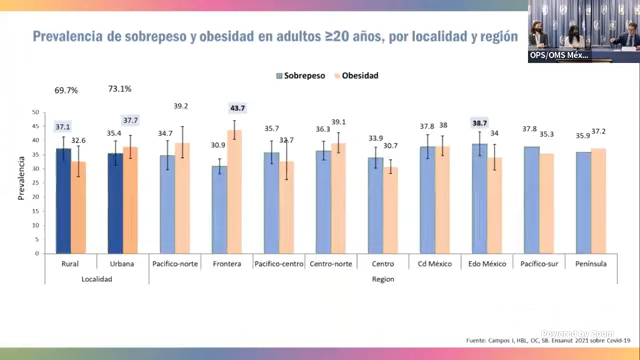 Prevalencia de sobrepeso y obesidad en adultos ≥20 años, por localidad y región
OPS/OMS Méx...
Sobrepeso Obesidad
69.7% 73.1%
50
45
40
35
30
25
20
15
10
5
0
Prevalencia
37.1 32.6 35.4 37.7 34.7 39.2 30.9 43.7 35.7 32.7 36.3 39.1 33.9 30.7 37.8 38 38.7 34 37.8 35.3 35.9 37.2
Rural Urbana Pacifico-norte Frontera Pacífico-centro Centro-norte Centro Cd México Edo México Pacífico-sur Península
Localidad Region
Powered by Zoom
Fuente: Campos I, HBL, OC, SB. Ensanut 2021 sobre Covid-19